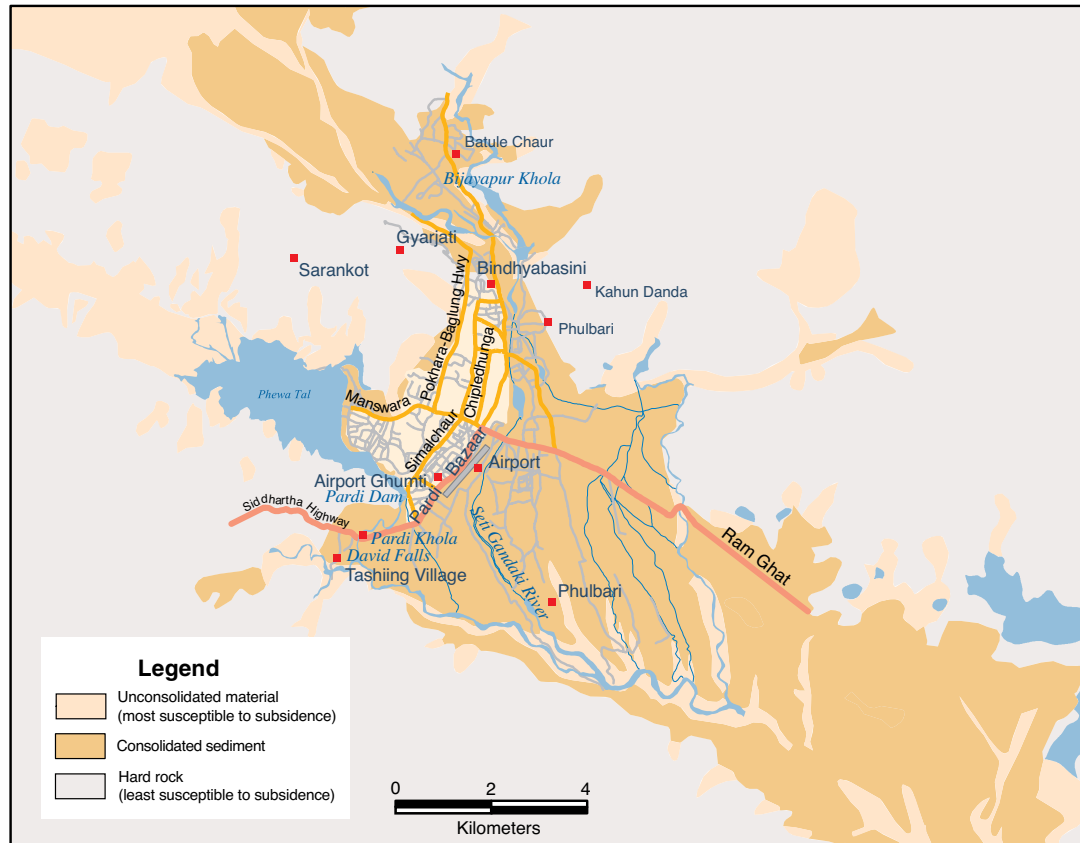 Batule Chaur
Bijayapur Khola
Gyarjati
Sarankot
Bindhyabasini
Kahun Danda
Phulbari
Pokhara-Baglung Hwy
Chipledhunga
Phewa Tal
Manswara
Simalchaur
Pardi Bazaar
Airport
Airport Ghumti
Pardi Dam
Siddhartha Highway
Pardi Khola
David Falls
Tashiing Village
Seti Gandaki River
Phulbari
Ram Ghat
Legend
Unconsolidated material
(most susceptible to subsidence)
Consolidated sediment
Hard rock
(least susceptible to subsidence)
0 2 4
Kilometers